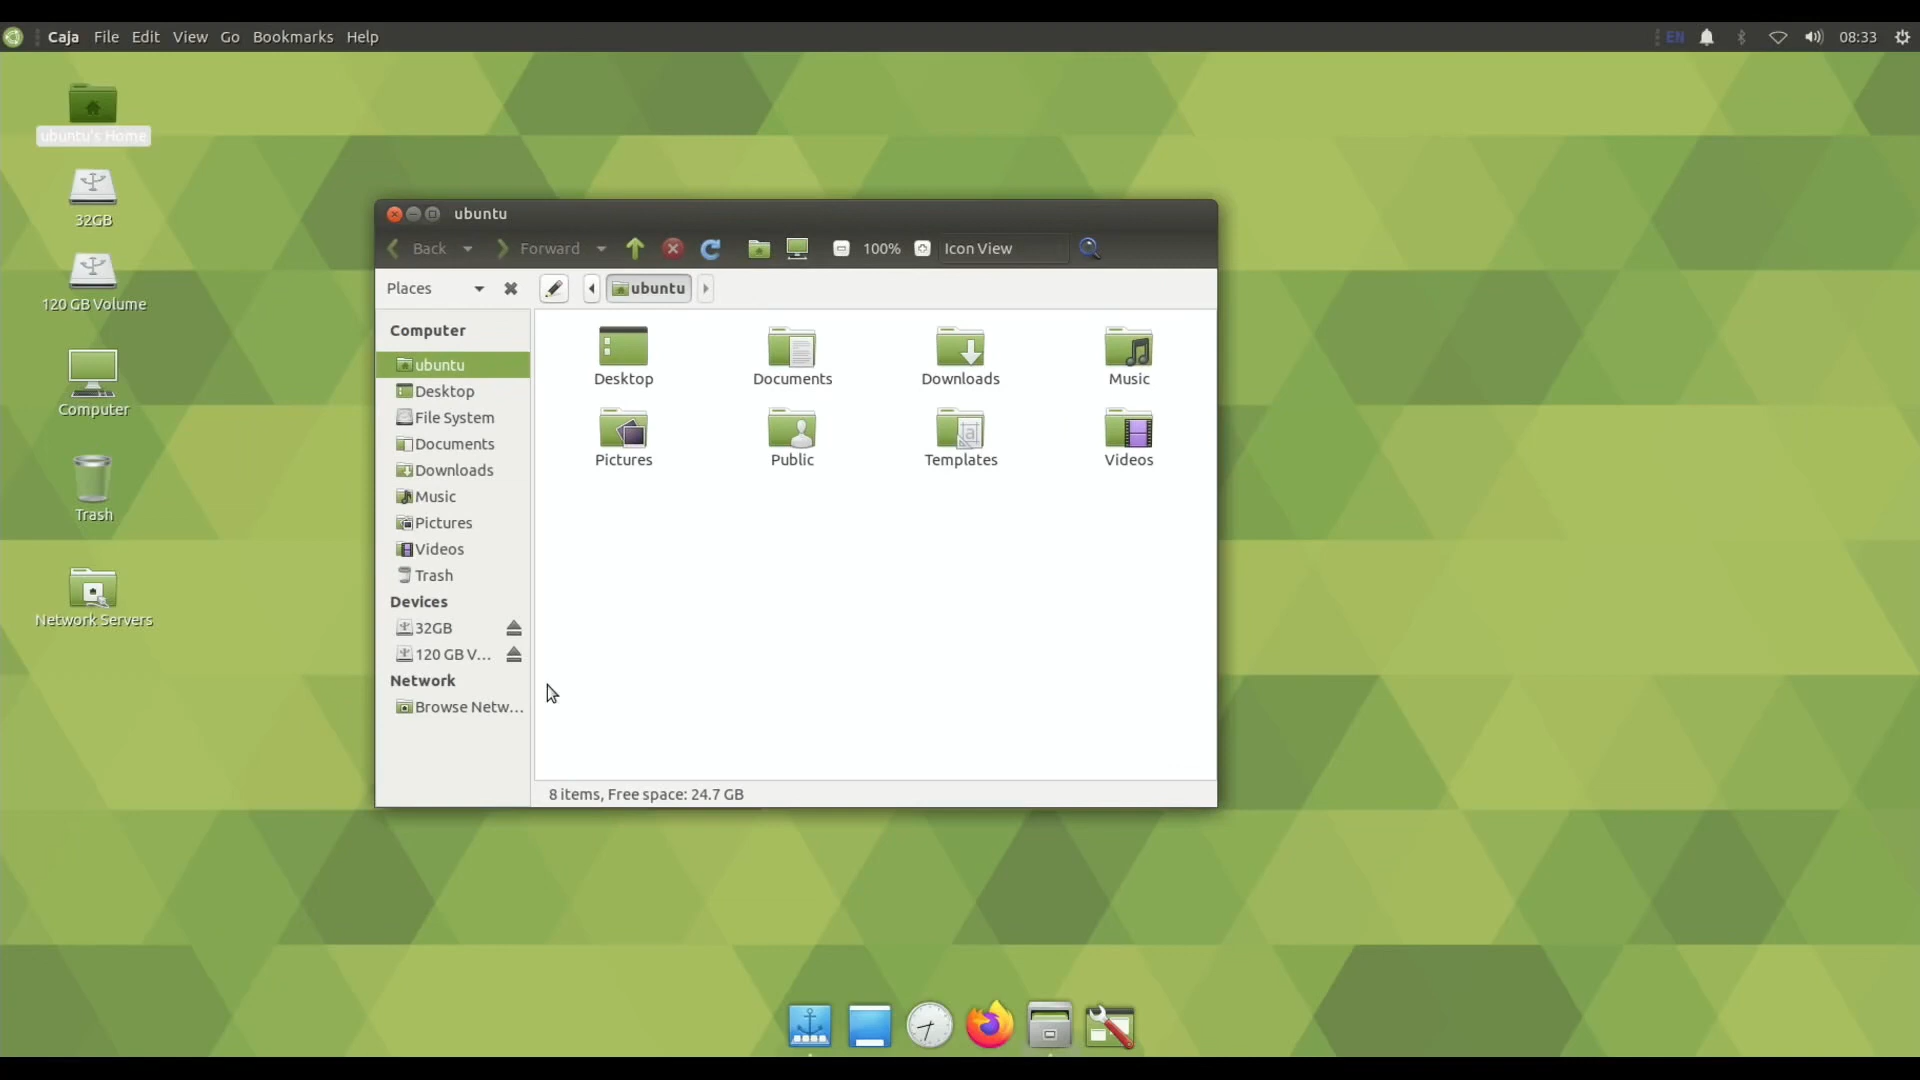 Caja File Edit View Go Bookmarks Help EN 08:33
ubuntu's Home
32GB
120 GB Volume
Computer
Trash
Network Servers
ubuntu
Back Forward 100% Icon View
Places ubuntu
Computer
ubuntu
Desktop
File System
Documents
Downloads
Music
Pictures
Videos
Trash
Devices
32GB
120 GB V...
Network
Browse Netw...
Desktop Documents Downloads Music
Pictures Public Templates Videos
8 items, Free space: 24.7 GB